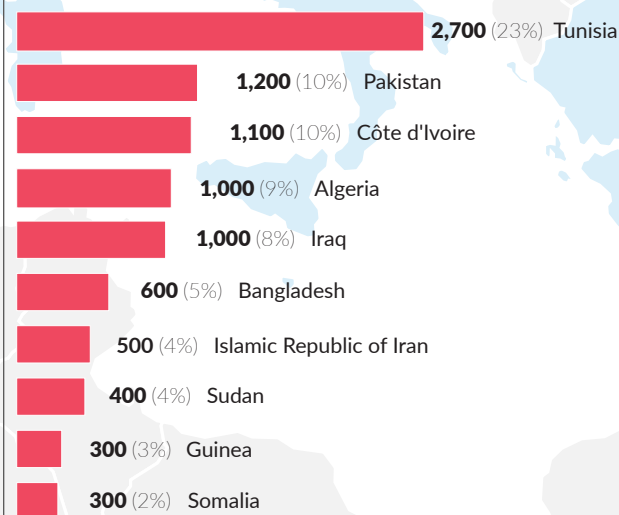 2,700 (23%) Tunisia
1,200 (10%) Pakistan
1,100 (10%) Côte d'Ivoire
1,000 (9%) Algeria
1,000 (8%) Iraq
600 (5%) Bangladesh
500 (4%) Islamic Republic of Iran
400 (4%) Sudan
300 (3%) Guinea
300 (2%) Somalia